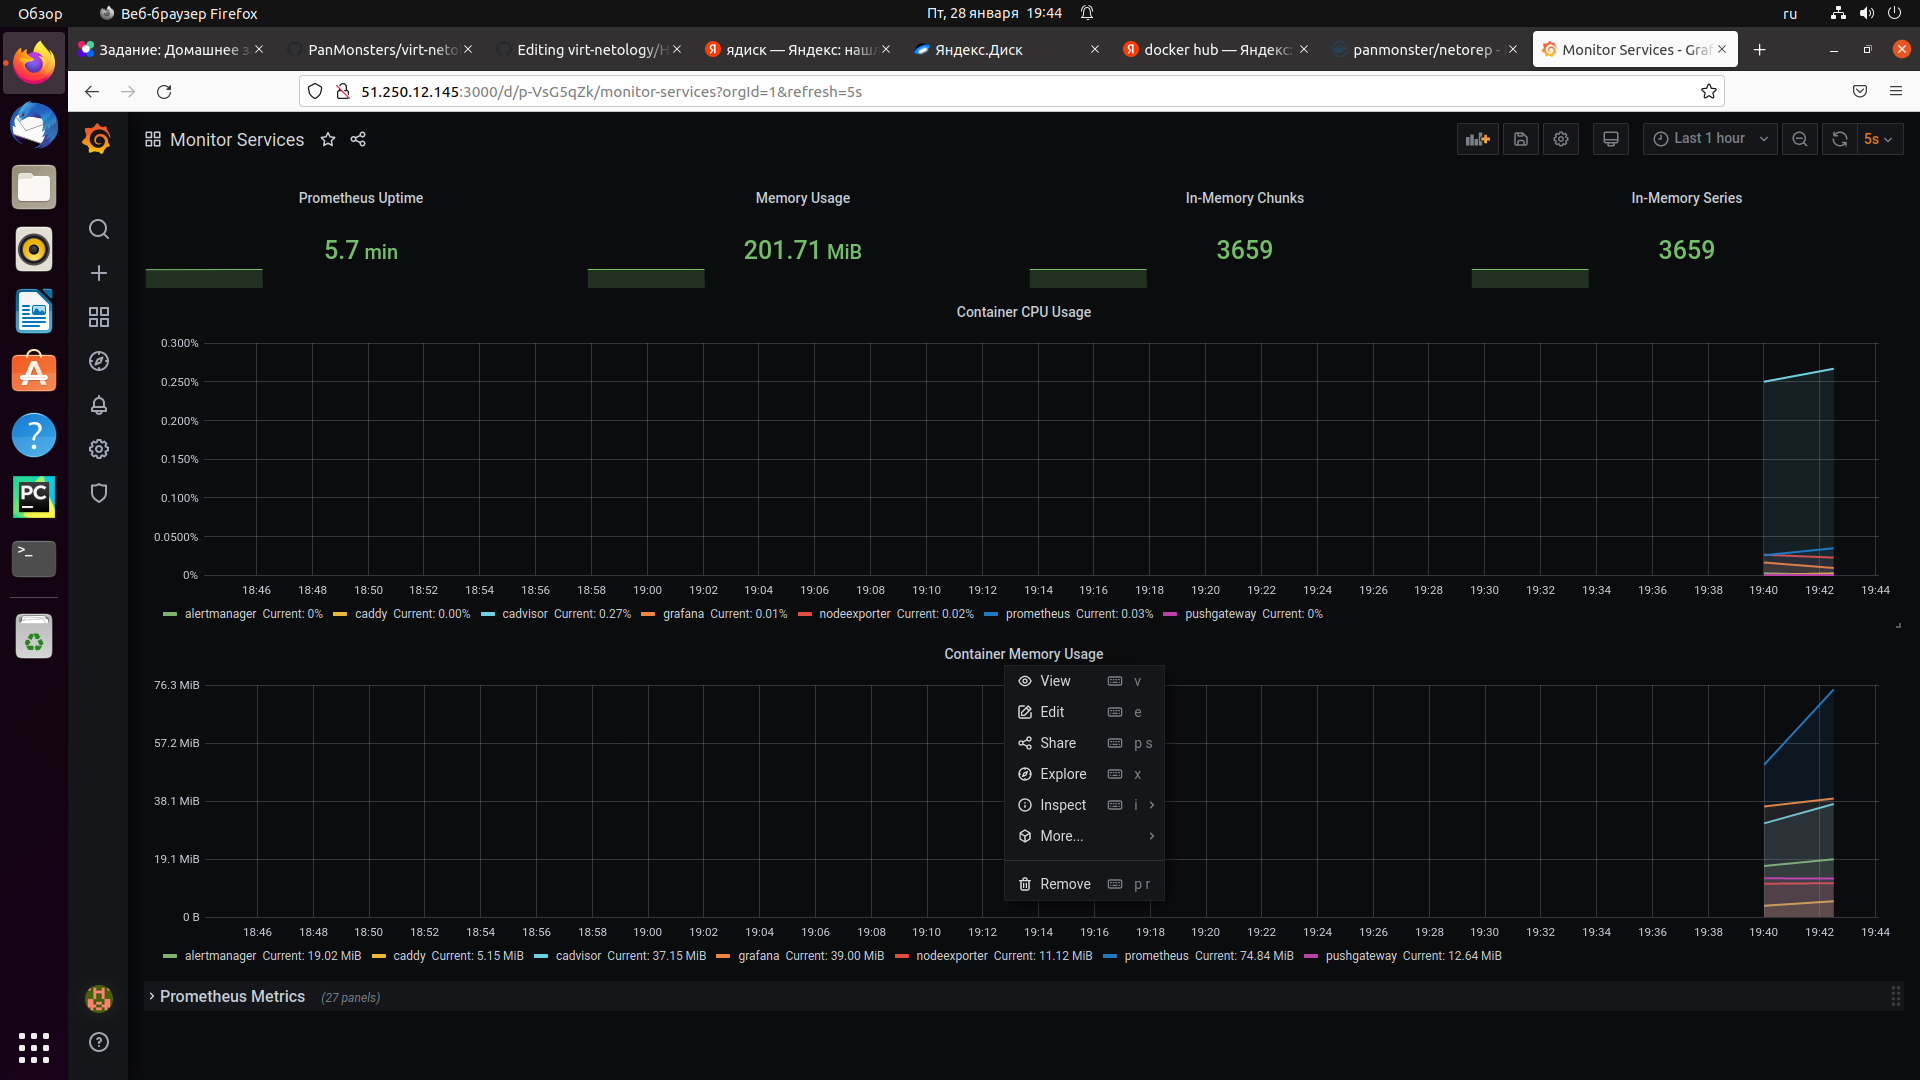 Обзор
Веб-браузер Firefox
Пт, 28 января 19:44
ru
Задание: Домашнее з
PanMonsters/virt-netol
Editing virt-netology/H
ядиск — Яндекс: нашл
Яндекс.Диск
docker hub — Яндекс:
panmonster/netorep -
Monitor Services - Graf
51.250.12.145:3000/d/p-VsG5qZk/monitor-services?orgId=1&refresh=5s
Monitor Services
Last 1 hour
5s
Prometheus Uptime
Memory Usage
In-Memory Chunks
In-Memory Series
5.7 min
201.71 MiB
3659
3659
Container CPU Usage
0.300%
0.250%
0.200%
0.150%
0.100%
0.0500%
0%
18:46 18:48 18:50 18:52 18:54 18:56 18:58 19:00 19:02 19:04 19:06 19:08 19:10 19:12 19:14 19:16 19:18 19:20 19:22 19:24 19:26 19:28 19:30 19:32 19:34 19:36 19:38 19:40 19:42 19:44
alertmanager Current: 0% caddy Current: 0.00% cadvisor Current: 0.27% grafana Current: 0.01% nodeexporter Current: 0.02% prometheus Current: 0.03% pushgateway Current: 0%
Container Memory Usage
76.3 MiB
57.2 MiB
38.1 MiB
19.1 MiB
0 B
View v
Edit e
Share p s
Explore x
Inspect i
More...
Remove p r
18:46 18:48 18:50 18:52 18:54 18:56 18:58 19:00 19:02 19:04 19:06 19:08 19:10 19:12 19:14 19:16 19:18 19:20 19:22 19:24 19:26 19:28 19:30 19:32 19:34 19:36 19:38 19:40 19:42 19:44
alertmanager Current: 19.02 MiB caddy Current: 5.15 MiB cadvisor Current: 37.15 MiB grafana Current: 39.00 MiB nodeexporter Current: 11.12 MiB prometheus Current: 74.84 MiB pushgateway Current: 12.64 MiB
Prometheus Metrics (27 panels)
PC